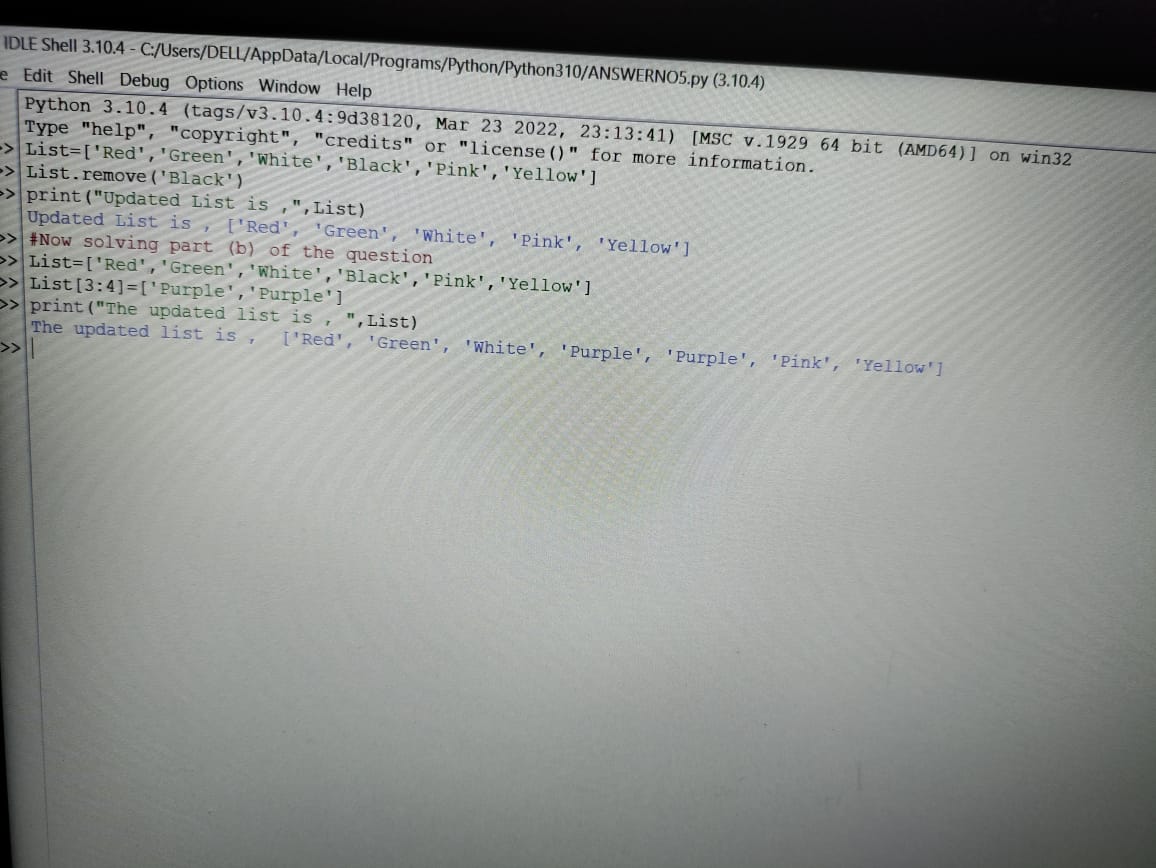 IDLE Shell 3.10.4 - C:/Users/DELL/AppData/Local/Programs/Python/Python310/ANSWERNO5.py (3.10.4)
e Edit Shell Debug Options Window Help
Python 3.10.4 (tags/v3.10.4:9d38120, Mar 23 2022, 23:13:41) [MSC v.1929 64 bit (AMD64)] on win32
Type "help", "copyright", "credits" or "license()" for more information.
>> List=['Red','Green','White','Black','Pink','Yellow']
>> List.remove('Black')
>> print("Updated List is ,",List)
Updated List is , ['Red', 'Green', 'White', 'Pink', 'Yellow']
>> #Now solving part (b) of the question
>> List=['Red','Green','White','Black','Pink','Yellow']
>> List[3:4]=['Purple','Purple']
>> print("The updated list is , ",List)
The updated list is ,  ['Red', 'Green', 'White', 'Purple', 'Purple', 'Pink', 'Yellow']
>>